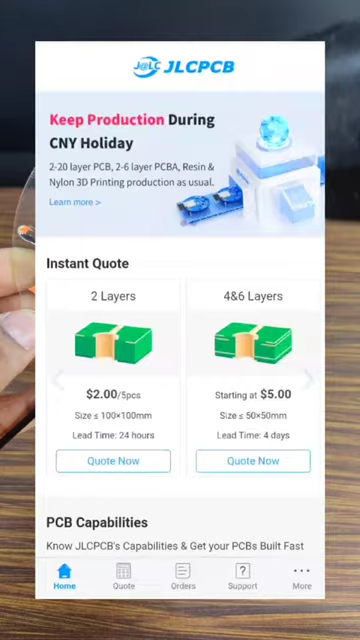 J@LC JLCPCB
Keep Production During
CNY Holiday
2-20 layer PCB, 2-6 layer PCBA, Resin &
Nylon 3D Printing production as usual.
Learn more >
Instant Quote
2 Layers
$2.00/5pcs
Size ≤ 100×100mm
Lead Time: 24 hours
Quote Now
4&6 Layers
Starting at $5.00
Size ≤ 50×50mm
Lead Time: 4 days
Quote Now
PCB Capabilities
Know JLCPCB's Capabilities & Get your PCBs Built Fast
Home Quote Orders Support More